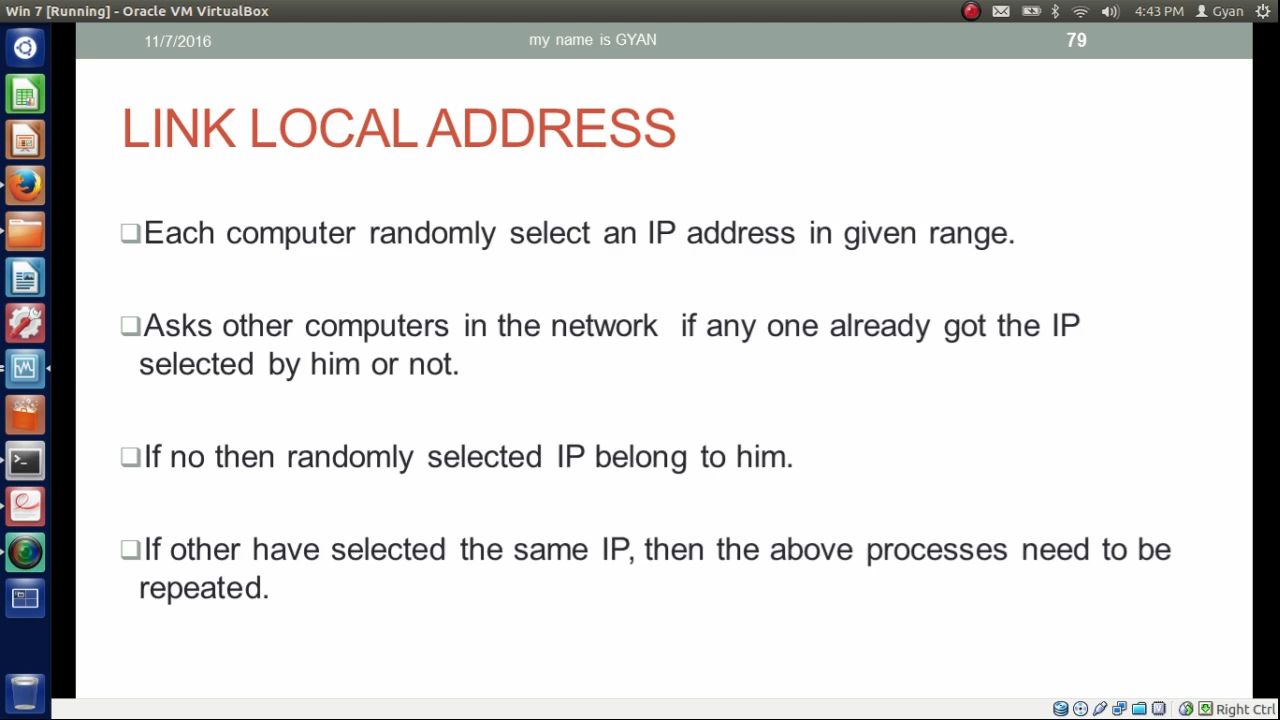 Win 7 [Running] - Oracle VM VirtualBox
4:43 PM Gyan
11/7/2016 my name is GYAN 79
LINK LOCAL ADDRESS
Each computer randomly select an IP address in given range.
Asks other computers in the network if any one already got the IP
selected by him or not.
If no then randomly selected IP belong to him.
If other have selected the same IP, then the above processes need to be
repeated.
Right Ctrl